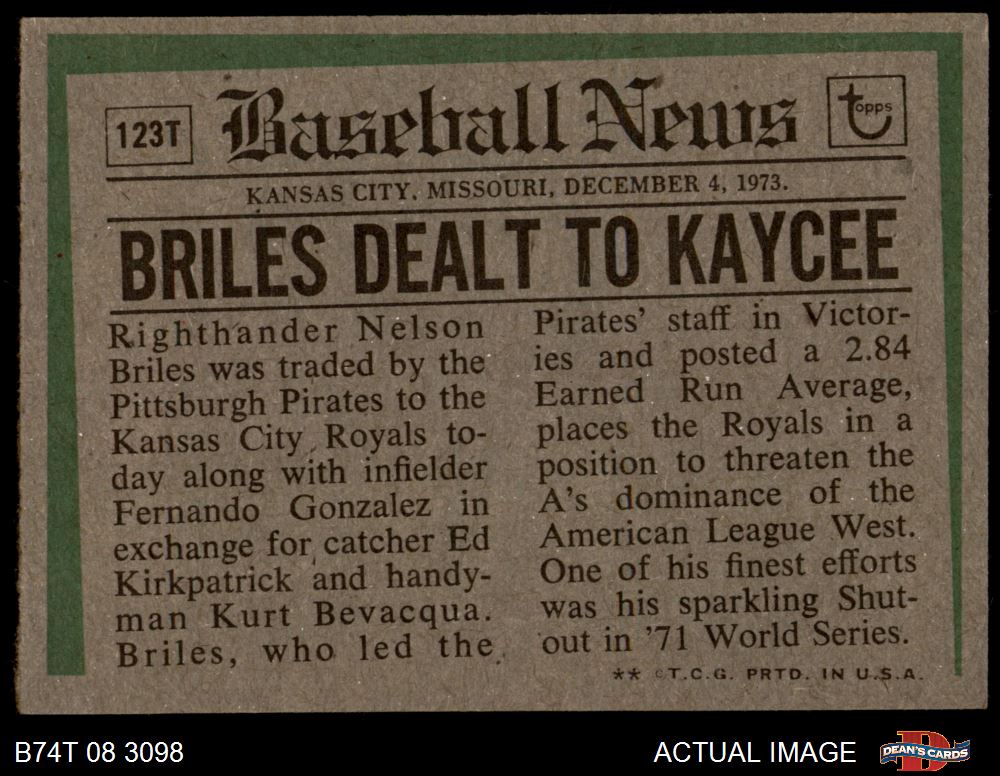 123T
Baseball News
topps
KANSAS CITY, MISSOURI, DECEMBER 4, 1973.
BRILES DEALT TO KAYCEE
Righthander Nelson
Briles was traded by the
Pittsburgh Pirates to the
Kansas City Royals to-
day along with infielder
Fernando Gonzalez in
exchange for catcher Ed
Kirkpatrick and handy-
man Kurt Bevacqua.
Briles, who led the
Pirates' staff in Victor-
ies and posted a 2.84
Earned Run Average,
places the Royals in a
position to threaten the
A's dominance of the
American League West.
One of his finest efforts
was his sparkling Shut-
out in '71 World Series.
** ©T.C.G. PRTD. IN U.S.A.
B74T 08 3098
ACTUAL IMAGE
DEAN'S CARDS